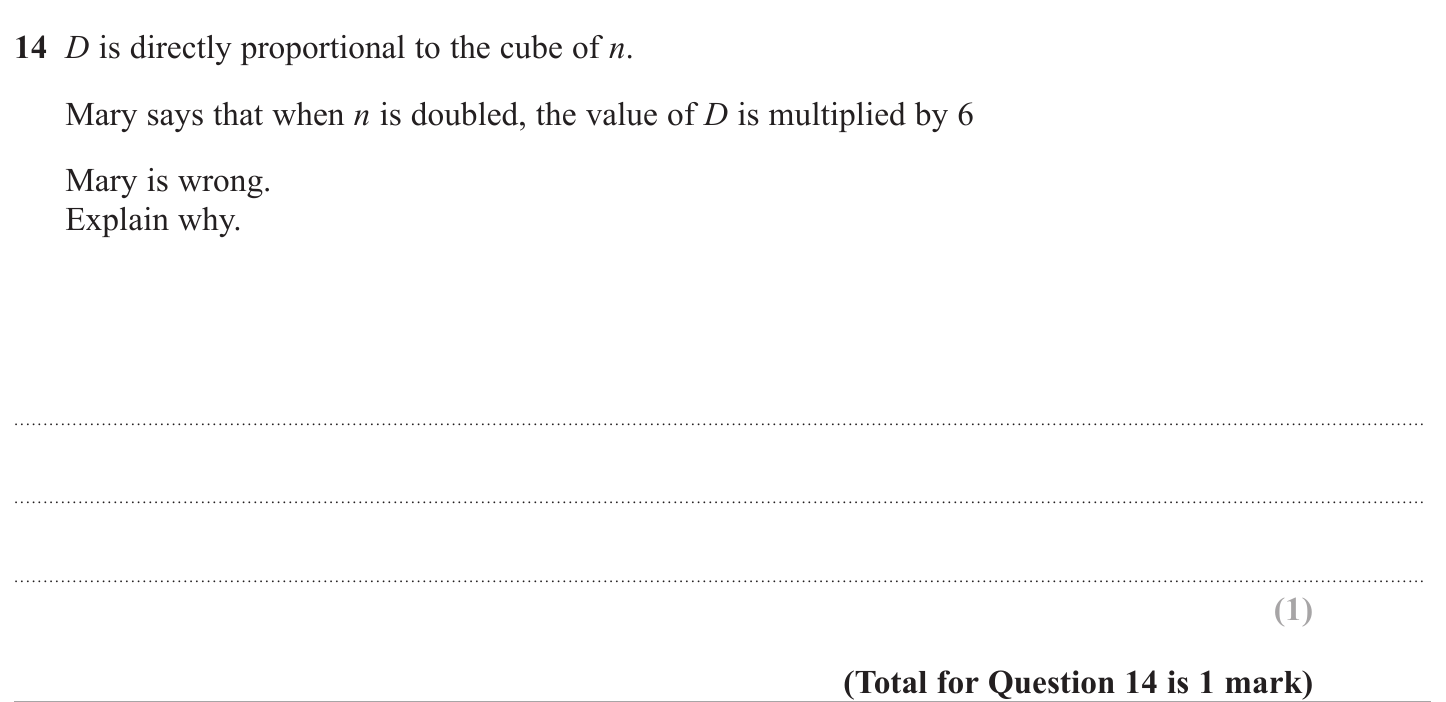 14 D is directly proportional to the cube of n.
Mary says that when n is doubled, the value of D is multiplied by 6
Mary is wrong.
Explain why.
(1)
(Total for Question 14 is 1 mark)